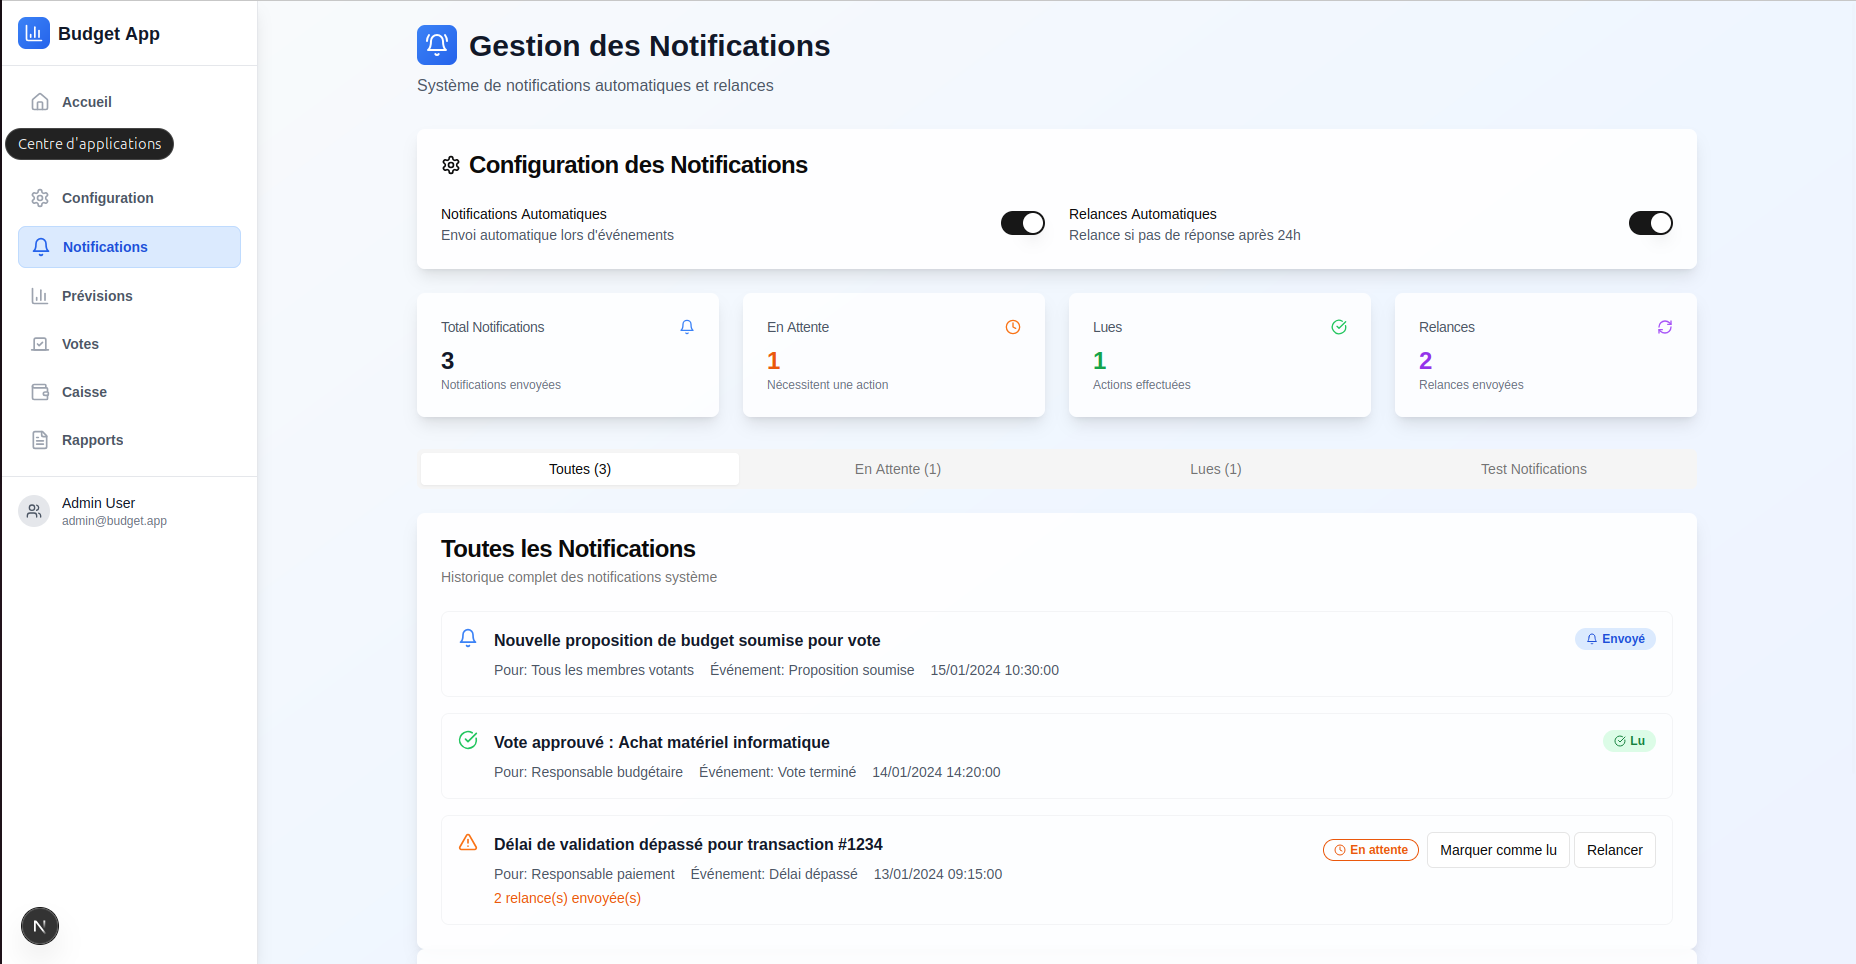 Budget App
Accueil
Centre d'applications
Configuration
Notifications
Prévisions
Votes
Caisse
Rapports
Admin User
admin@budget.app
N
Gestion des Notifications
Système de notifications automatiques et relances
Configuration des Notifications
Notifications Automatiques
Envoi automatique lors d'événements
Relances Automatiques
Relance si pas de réponse après 24h
Total Notifications
3
Notifications envoyées
En Attente
1
Nécessitent une action
Lues
1
Actions effectuées
Relances
2
Relances envoyées
Toutes (3)
En Attente (1)
Lues (1)
Test Notifications
Toutes les Notifications
Historique complet des notifications système
Nouvelle proposition de budget soumise pour vote
Envoyé
Pour: Tous les membres votants Événement: Proposition soumise 15/01/2024 10:30:00
Vote approuvé : Achat matériel informatique
Lu
Pour: Responsable budgétaire Événement: Vote terminé 14/01/2024 14:20:00
Délai de validation dépassé pour transaction #1234
En attente
Marquer comme lu
Relancer
Pour: Responsable paiement Événement: Délai dépassé 13/01/2024 09:15:00
2 relance(s) envoyée(s)